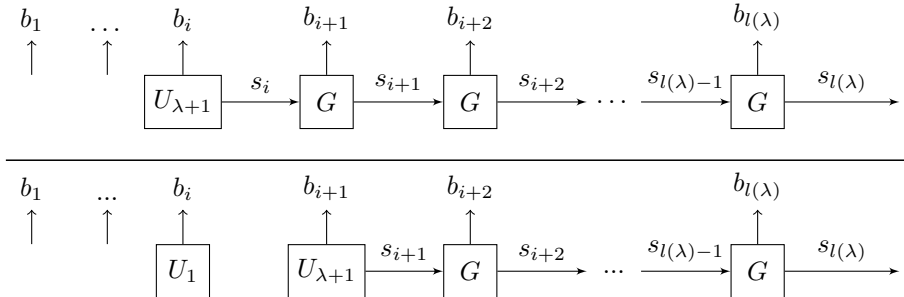 b_1 ... b_i b_{i+1} b_{i+2} b_{l(λ)}
U_{λ+1} s_i G s_{i+1} G s_{i+2} ... s_{l(λ)-1} G s_{l(λ)}
b_1 ... b_i b_{i+1} b_{i+2} b_{l(λ)}
U_1 U_{λ+1} s_{i+1} G s_{i+2} ... s_{l(λ)-1} G s_{l(λ)}